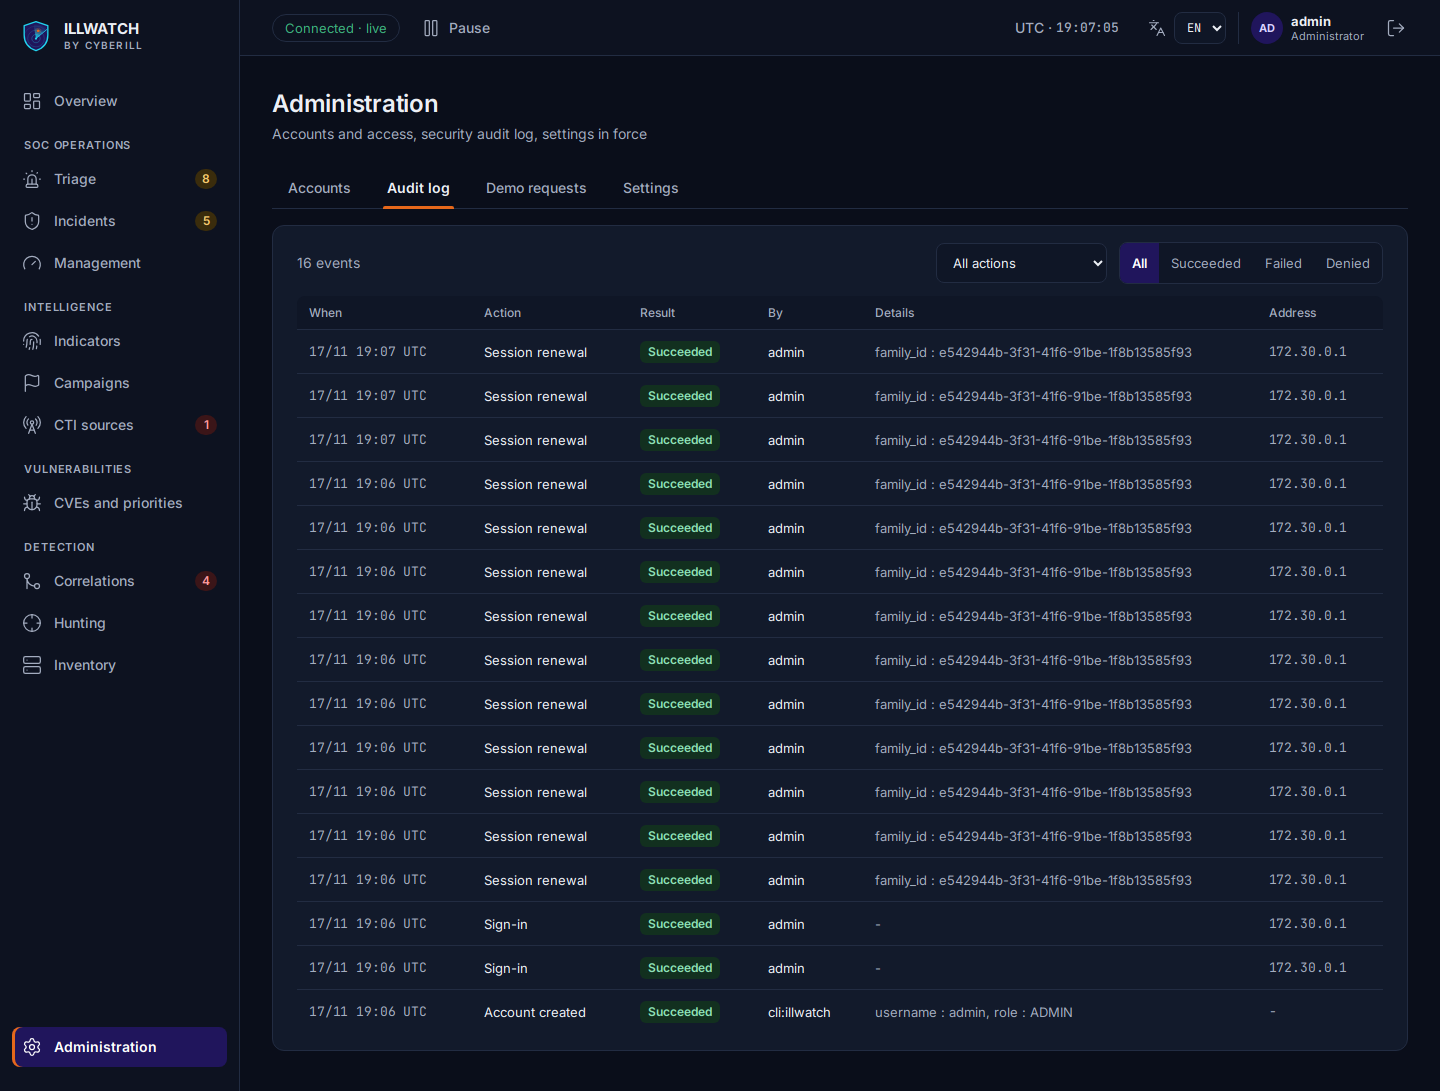 ILLWATCH
BY CYBERILL
Connected · live
Pause
UTC · 19:07:05
EN
AD
admin
Administrator
Overview
SOC OPERATIONS
Triage 8
Incidents 5
Management
INTELLIGENCE
Indicators
Campaigns
CTI sources 1
VULNERABILITIES
CVEs and priorities
DETECTION
Correlations 4
Hunting
Inventory
Administration
Administration
Accounts and access, security audit log, settings in force
Accounts Audit log Demo requests Settings
16 events All actions All Succeeded Failed Denied
When Action Result By Details Address
17/11 19:07 UTC Session renewal Succeeded admin family_id : e542944b-3f31-41f6-91be-1f8b13585f93 172.30.0.1
17/11 19:07 UTC Session renewal Succeeded admin family_id : e542944b-3f31-41f6-91be-1f8b13585f93 172.30.0.1
17/11 19:07 UTC Session renewal Succeeded admin family_id : e542944b-3f31-41f6-91be-1f8b13585f93 172.30.0.1
17/11 19:06 UTC Session renewal Succeeded admin family_id : e542944b-3f31-41f6-91be-1f8b13585f93 172.30.0.1
17/11 19:06 UTC Session renewal Succeeded admin family_id : e542944b-3f31-41f6-91be-1f8b13585f93 172.30.0.1
17/11 19:06 UTC Session renewal Succeeded admin family_id : e542944b-3f31-41f6-91be-1f8b13585f93 172.30.0.1
17/11 19:06 UTC Session renewal Succeeded admin family_id : e542944b-3f31-41f6-91be-1f8b13585f93 172.30.0.1
17/11 19:06 UTC Session renewal Succeeded admin family_id : e542944b-3f31-41f6-91be-1f8b13585f93 172.30.0.1
17/11 19:06 UTC Session renewal Succeeded admin family_id : e542944b-3f31-41f6-91be-1f8b13585f93 172.30.0.1
17/11 19:06 UTC Session renewal Succeeded admin family_id : e542944b-3f31-41f6-91be-1f8b13585f93 172.30.0.1
17/11 19:06 UTC Session renewal Succeeded admin family_id : e542944b-3f31-41f6-91be-1f8b13585f93 172.30.0.1
17/11 19:06 UTC Session renewal Succeeded admin family_id : e542944b-3f31-41f6-91be-1f8b13585f93 172.30.0.1
17/11 19:06 UTC Session renewal Succeeded admin family_id : e542944b-3f31-41f6-91be-1f8b13585f93 172.30.0.1
17/11 19:06 UTC Sign-in Succeeded admin - 172.30.0.1
17/11 19:06 UTC Sign-in Succeeded admin - 172.30.0.1
17/11 19:06 UTC Account created Succeeded cli:illwatch username : admin, role : ADMIN -